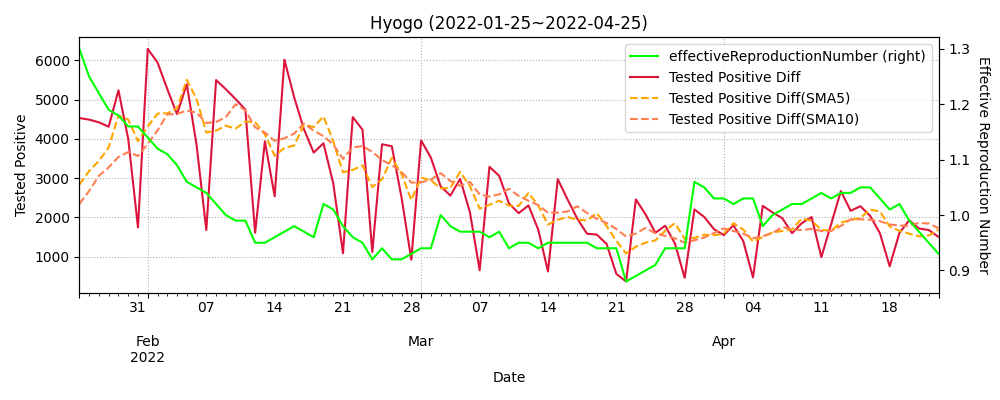 Hyogo (2022-01-25~2022-04-25)
effectiveReproductionNumber (right)
Tested Positive Diff
Tested Positive Diff(SMA5)
Tested Positive Diff(SMA10)
Tested Positive
6000
5000
4000
3000
2000
1000
1.3
1.2
1.1
1.0
0.9
Effective Reproduction Number
31 07 14 21 28 07 14 21 28 04 11 18
Feb Mar Apr
2022
Date